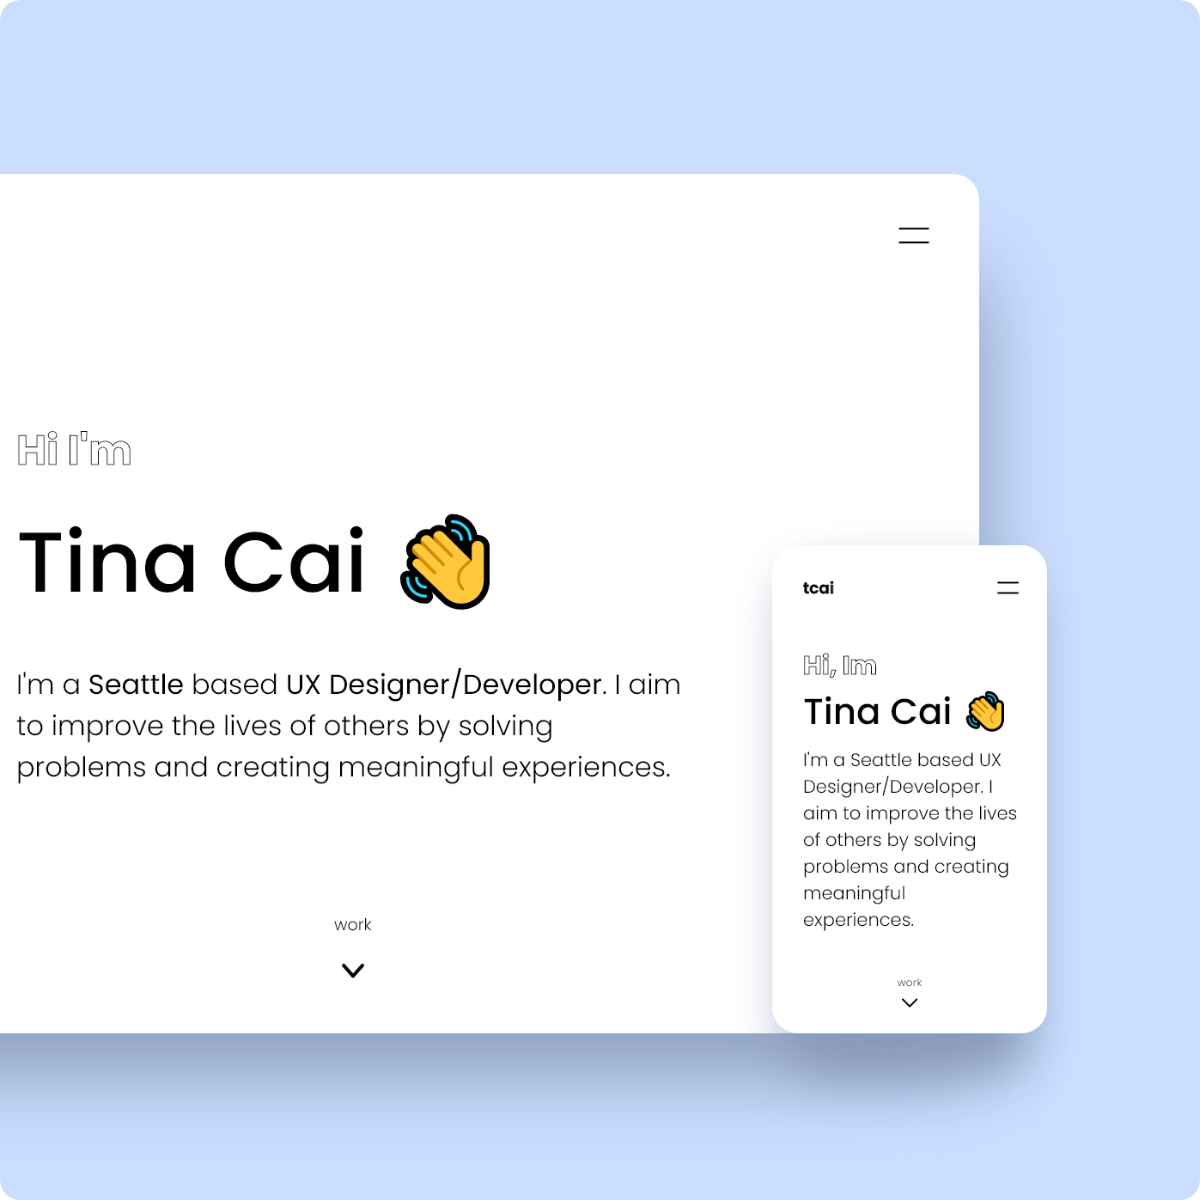 Hi I'm
Tina Cai
I'm a Seattle based UX Designer/Developer. I aim
to improve the lives of others by solving
problems and creating meaningful experiences.
work
tcai
Hi, Im
Tina Cai
I'm a Seattle based UX
Designer/Developer. I
aim to improve the lives
of others by solving
problems and creating
meaningful
experiences.
work